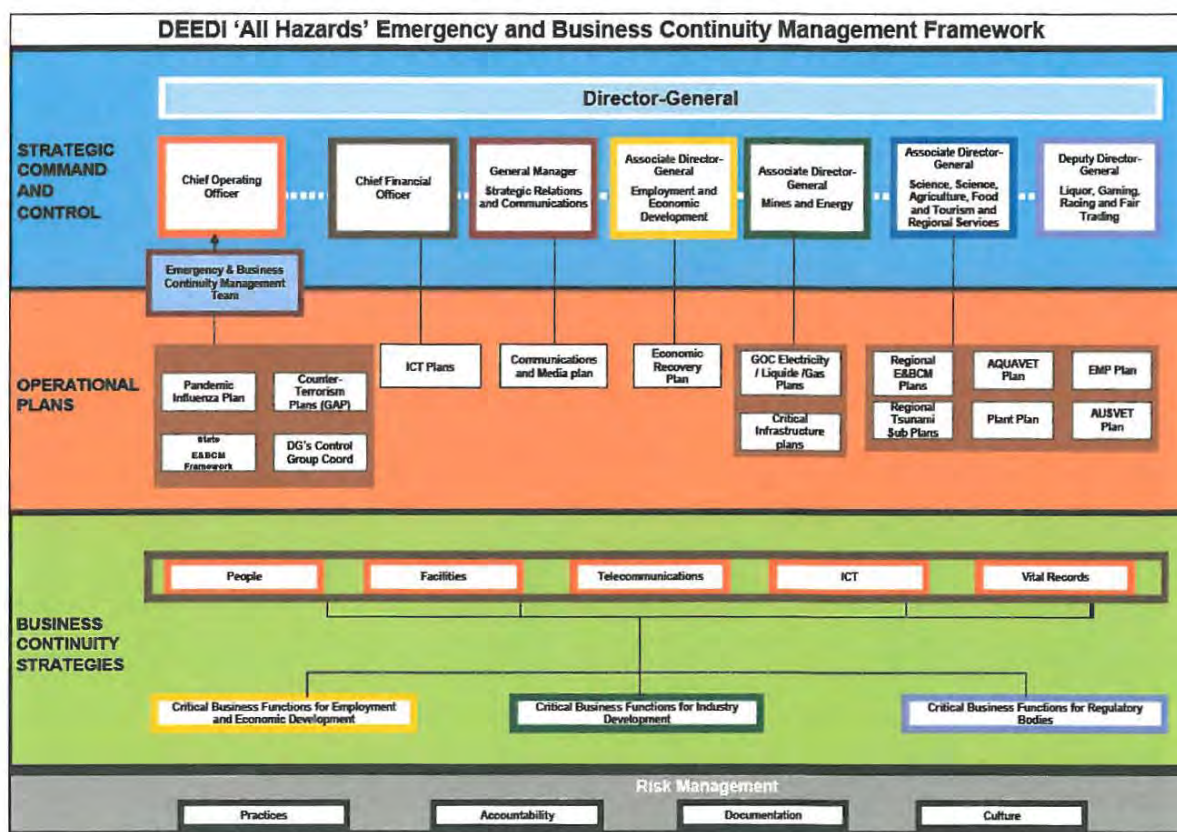 DEEDI ‘All Hazards’ Emergency and Business Continuity Management Framework
Director-General
STRATEGIC
COMMAND
AND
CONTROL
Chief Operating
Officer
Chief Financial
Officer
General Manager
Strategic Relations
and Communications
Associate Director-
General
Employment and
Economic
Development
Associate Director-
General
Mines and Energy
Associate Director-
General
Science, Science,
Agriculture, Food
and Tourism and
Regional Services
Deputy Director-
General
Liquor, Gaming,
Racing and Fair
Trading
Emergency & Business
Continuity Management
Team
OPERATIONAL
PLANS
Pandemic
Influenza Plan
Counter-
Terrorism
Plans (GAP)
State
E&BCM
Framework
DG's Control
Group Coord
ICT Plans
Communications
and Media plan
Economic
Recovery
Plan
GOC Electricity
/ Liquide /Gas
Plans
Critical
Infrastructure
plans
Regional
E&BCM
Plans
AQUAVET
Plan
EMP Plan
Regional
Tsunami
Sub Plans
Plant Plan
AUSVET
Plan
BUSINESS
CONTINUITY
STRATEGIES
People
Facilities
Telecommunications
ICT
Vital Records
Critical Business Functions for Employment
and Economic Development
Critical Business Functions for Industry
Development
Critical Business Functions for Regulatory
Bodies
Risk Management
Practices
Accountability
Documentation
Culture